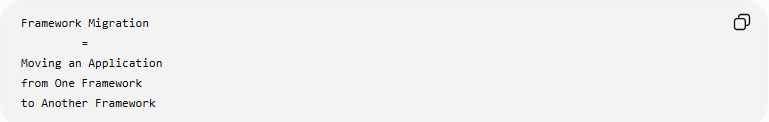 Framework Migration
=
Moving an Application
from One Framework
to Another Framework